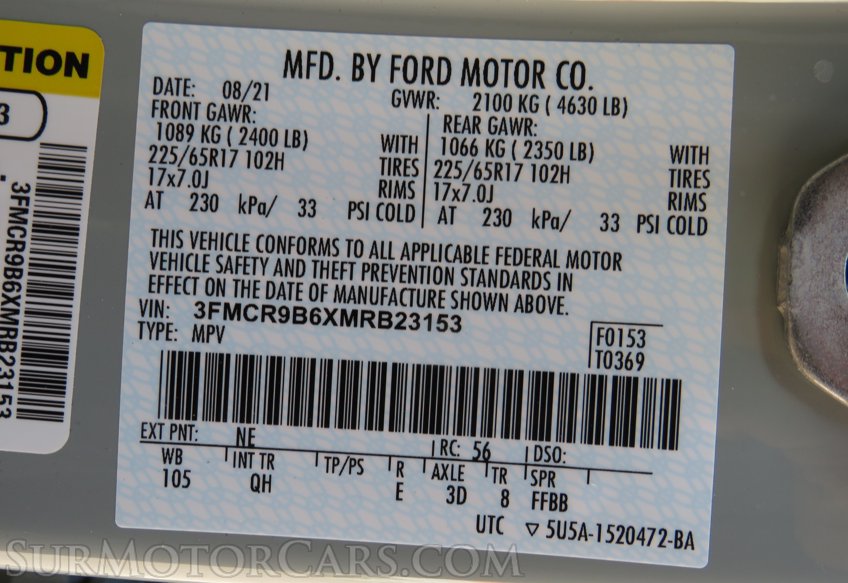 TION
3
3FMCR9B6XMRB23153
MFD. BY FORD MOTOR CO.
DATE: 08/21 GVWR: 2100 KG ( 4630 LB)
FRONT GAWR: REAR GAWR:
1089 KG ( 2400 LB) WITH 1066 KG ( 2350 LB) WITH
225/65R17 102H TIRES 225/65R17 102H TIRES
17x7.0J RIMS 17x7.0J RIMS
AT 230 kPa/ 33 PSI COLD AT 230 kPa/ 33 PSI COLD
THIS VEHICLE CONFORMS TO ALL APPLICABLE FEDERAL MOTOR
VEHICLE SAFETY AND THEFT PREVENTION STANDARDS IN
EFFECT ON THE DATE OF MANUFACTURE SHOWN ABOVE.
VIN: 3FMCR9B6XMRB23153
TYPE: MPV F0153
T0369
EXT PNT: NE RC: 56 DSO:
WB INT TR TP/PS R AXLE TR SPR
105 QH E 3D 8 FFBB
UTC ▽ 5U5A-1520472-BA
SURMOTORCARS.COM